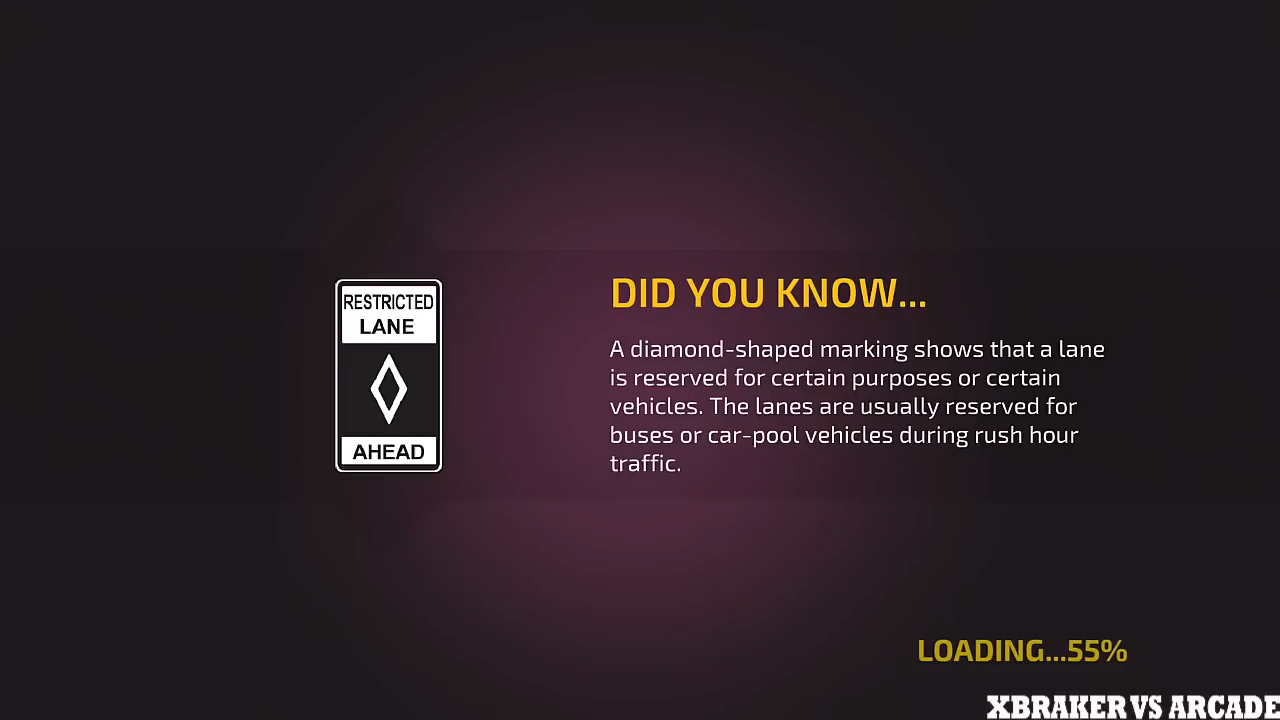 RESTRICTED
LANE
AHEAD
DID YOU KNOW...
A diamond-shaped marking shows that a lane
is reserved for certain purposes or certain
vehicles. The lanes are usually reserved for
buses or car-pool vehicles during rush hour
traffic.
LOADING...55%
XBRAKER VS ARCADE